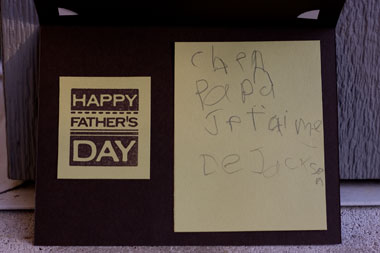 HAPPY
FATHER'S
DAY
cher
papa
Je t'aime
De Jackson